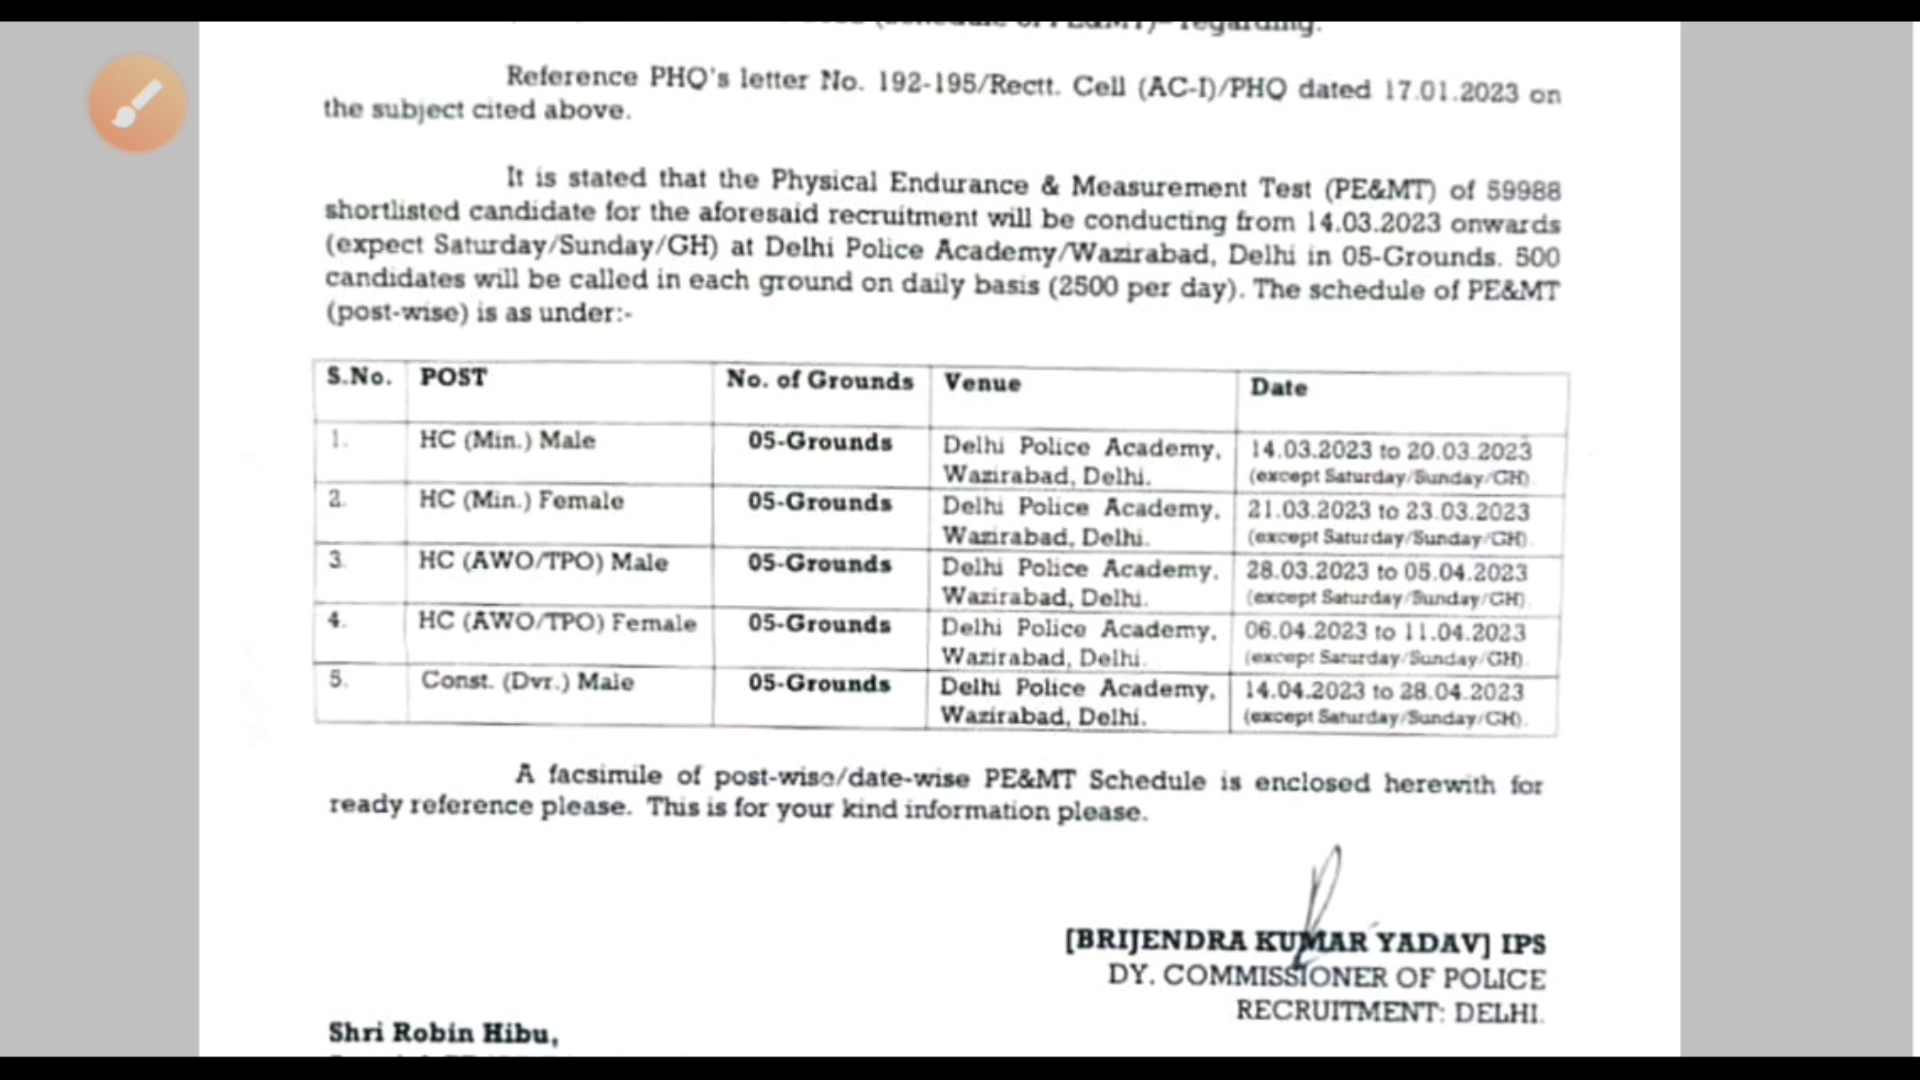 (Schedule of PE&MT)– regarding.
Reference PHQ's letter No. 192-195/Rectt. Cell (AC-I)/PHQ dated 17.01.2023 on
the subject cited above.
It is stated that the Physical Endurance & Measurement Test (PE&MT) of 59988
shortlisted candidate for the aforesaid recruitment will be conducting from 14.03.2023 onwards
(expect Saturday/Sunday/GH) at Delhi Police Academy/Wazirabad, Delhi in 05-Grounds. 500
candidates will be called in each ground on daily basis (2500 per day). The schedule of PE&MT
(post-wise) is as under:-
S.No. POST No. of Grounds Venue Date
1. HC (Min.) Male 05-Grounds Delhi Police Academy, 14.03.2023 to 20.03.2023
Wazirabad, Delhi. (except Saturday/Sunday/GH).
2. HC (Min.) Female 05-Grounds Delhi Police Academy, 21.03.2023 to 23.03.2023
Wazirabad, Delhi. (except Saturday/Sunday/GH).
3. HC (AWO/TPO) Male 05-Grounds Delhi Police Academy, 28.03.2023 to 05.04.2023
Wazirabad, Delhi. (except Saturday/Sunday/GH).
4. HC (AWO/TPO) Female 05-Grounds Delhi Police Academy, 06.04.2023 to 11.04.2023
Wazirabad, Delhi. (except Saturday/Sunday/GH).
5. Const. (Dvr.) Male 05-Grounds Delhi Police Academy, 14.04.2023 to 28.04.2023
Wazirabad, Delhi. (except Saturday/Sunday/GH).
A facsimile of post-wise/date-wise PE&MT Schedule is enclosed herewith for
ready reference please. This is for your kind information please.
[BRIJENDRA KUMAR YADAV] IPS
DY. COMMISSIONER OF POLICE
RECRUITMENT: DELHI.
Shri Robin Hibu,